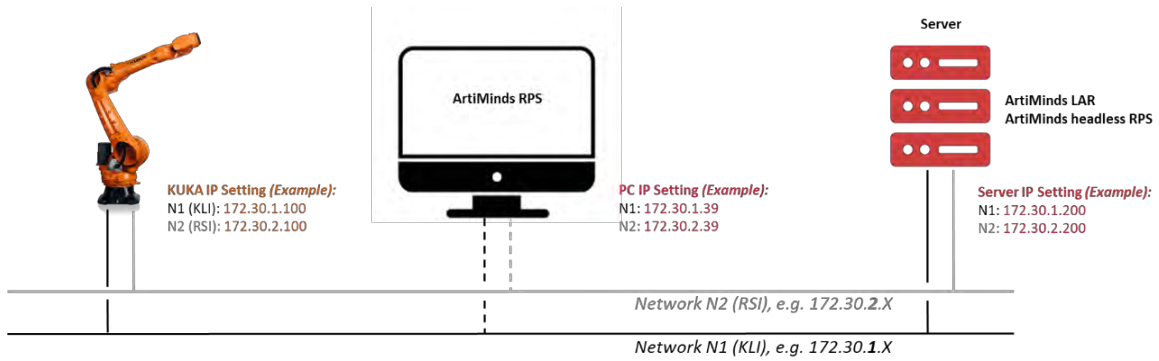 Server
ArtiMinds RPS
ArtiMinds LAR
ArtiMinds headless RPS
KUKA IP Setting (Example):
N1 (KLI): 172.30.1.100
N2 (RSI): 172.30.2.100
PC IP Setting (Example):
N1: 172.30.1.39
N2: 172.30.2.39
Server IP Setting (Example):
N1: 172.30.1.200
N2: 172.30.2.200
Network N2 (RSI), e.g. 172.30.2.X
Network N1 (KLI), e.g. 172.30.1.X